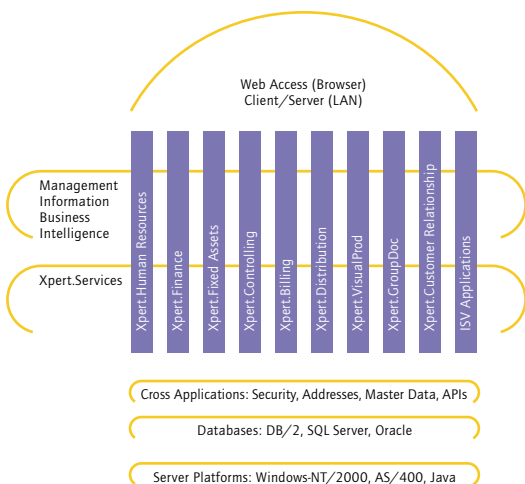 Web Access (Browser)
Client/Server (LAN)
Management
Information
Business
Intelligence
Xpert.Services
Xpert.Human Resources
Xpert.Finance
Xpert.Fixed Assets
Xpert.Controlling
Xpert.Billing
Xpert.Distribution
Xpert.VisualProd
Xpert.GroupDoc
Xpert.Customer Relationship
ISV Applications
Cross Applications: Security, Addresses, Master Data, APIs
Databases: DB/2, SQL Server, Oracle
Server Platforms: Windows-NT/2000, AS/400, Java